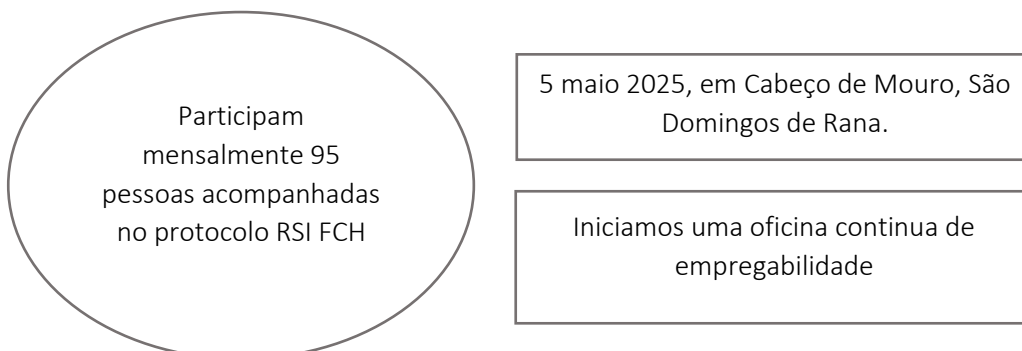 Participam
mensalmente 95
pessoas acompanhadas
no protocolo RSI FCH
5 maio 2025, em Cabeço de Mouro, São
Domingos de Rana.
Iniciamos uma oficina continua de
empregabilidade